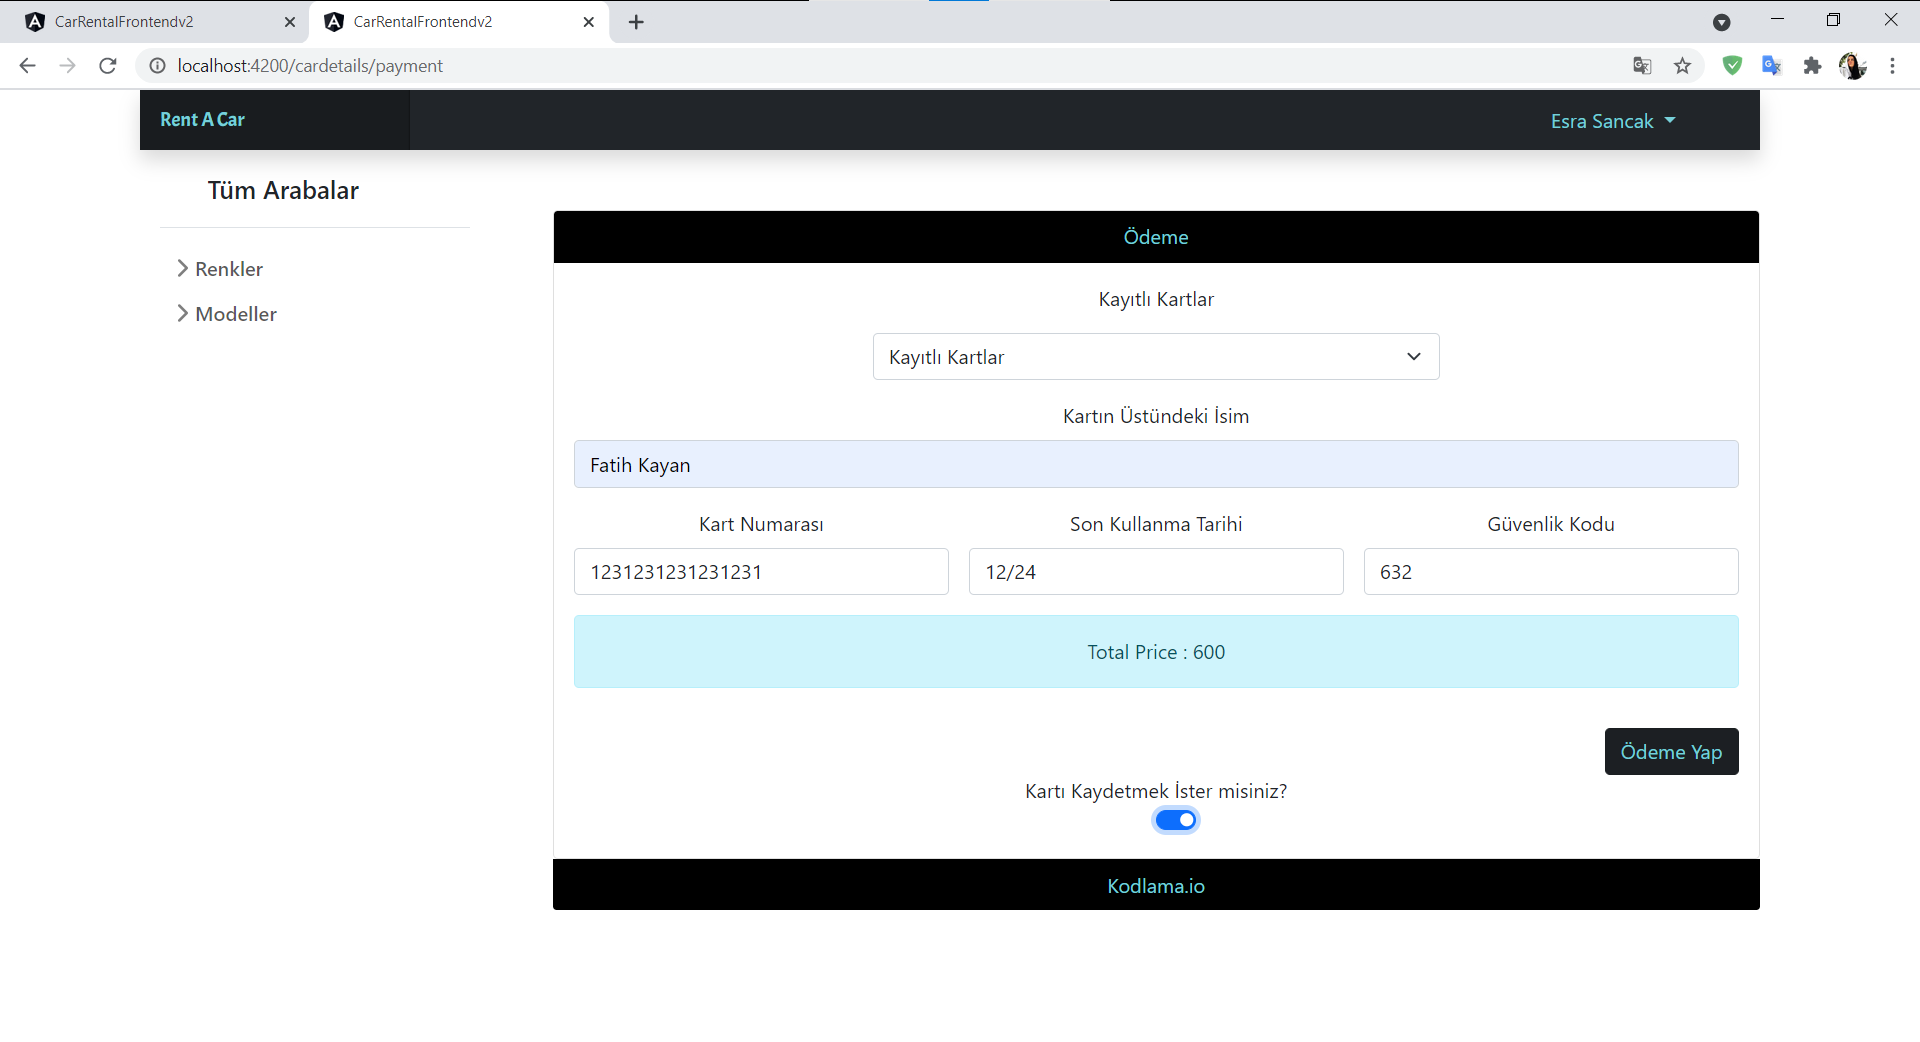 CarRentalFrontendv2
CarRentalFrontendv2
localhost:4200/cardetails/payment
Rent A Car
Esra Sancak
Tüm Arabalar
Renkler
Modeller
Ödeme
Kayıtlı Kartlar
Kayıtlı Kartlar
Kartın Üstündeki İsim
Fatih Kayan
Kart Numarası
Son Kullanma Tarihi
Güvenlik Kodu
1231231231231231
12/24
632
Total Price : 600
Ödeme Yap
Kartı Kaydetmek İster misiniz?
Kodlama.io